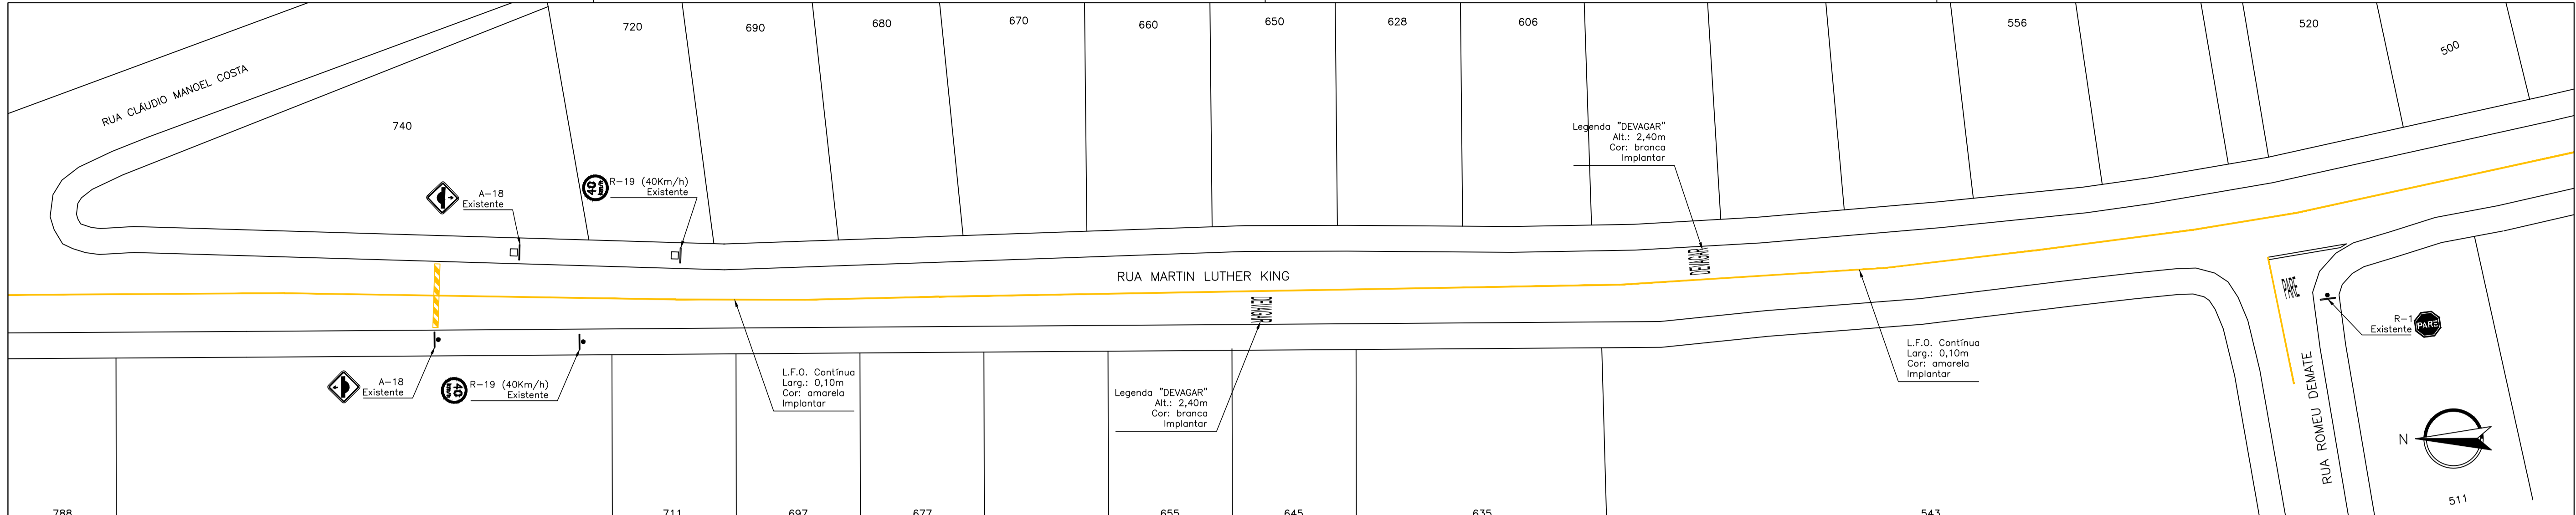 720
690
680
670
660
650
628
606
556
520
500
RUA CLÁUDIO MANOEL COSTA
740
A-18
Existente
40
km/h
R-19 (40Km/h)
Existente
Legenda "DEVAGAR"
Alt.: 2,40m
Cor: branca
Implantar
DEVAGAR
RUA MARTIN LUTHER KING
DEVAGAR
PARE
R-1
Existente
PARE
A-18
Existente
40
km/h
R-19 (40Km/h)
Existente
L.F.O. Contínua
Larg.: 0,10m
Cor: amarela
Implantar
Legenda "DEVAGAR"
Alt.: 2,40m
Cor: branca
Implantar
L.F.O. Contínua
Larg.: 0,10m
Cor: amarela
Implantar
RUA ROMEU DEMATE
N
511
788
711
697
677
655
645
635
543